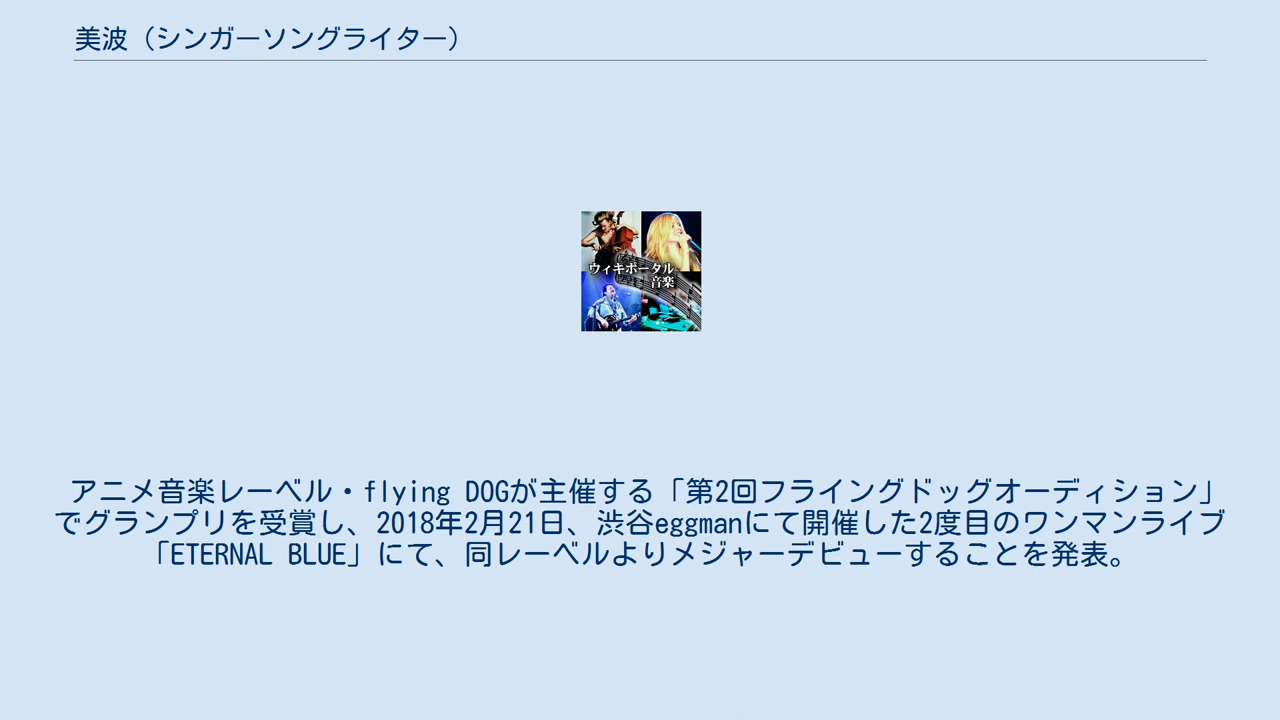 美波（シンガーソングライター）
ウィキポータル
音楽
アニメ音楽レーベル・flying DOGが主催する「第2回フライングドッグオーディション」
でグランプリを受賞し、2018年2月21日、渋谷eggmanにて開催した2度目のワンマンライブ
「ETERNAL BLUE」にて、同レーベルよりメジャーデビューすることを発表。